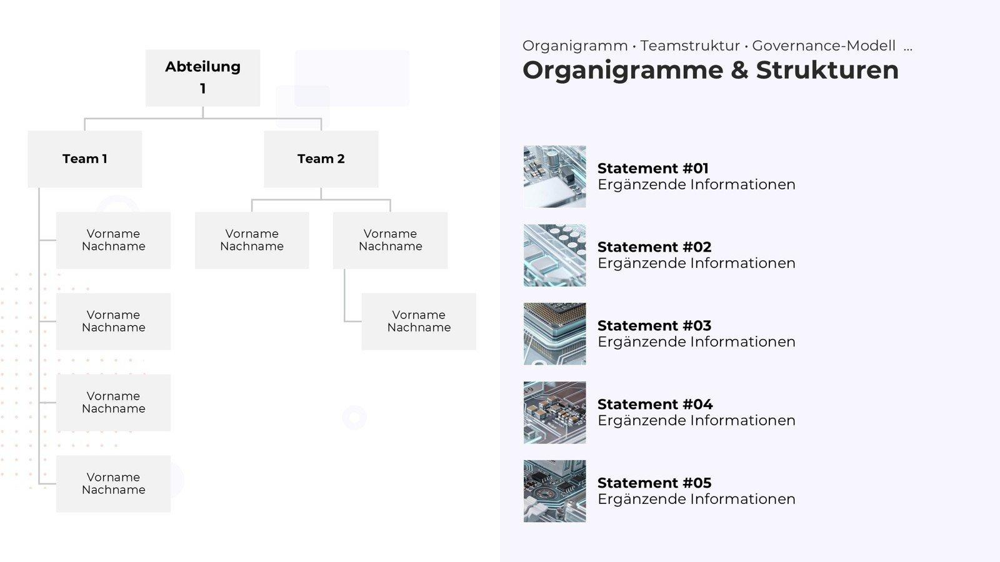 Abteilung
1
Team 1
Team 2
Vorname
Nachname
Vorname
Nachname
Vorname
Nachname
Vorname
Nachname
Vorname
Nachname
Vorname
Nachname
Vorname
Nachname
Organigramm • Teamstruktur • Governance-Modell ...
Organigramme & Strukturen
Statement #01
Ergänzende Informationen
Statement #02
Ergänzende Informationen
Statement #03
Ergänzende Informationen
Statement #04
Ergänzende Informationen
Statement #05
Ergänzende Informationen